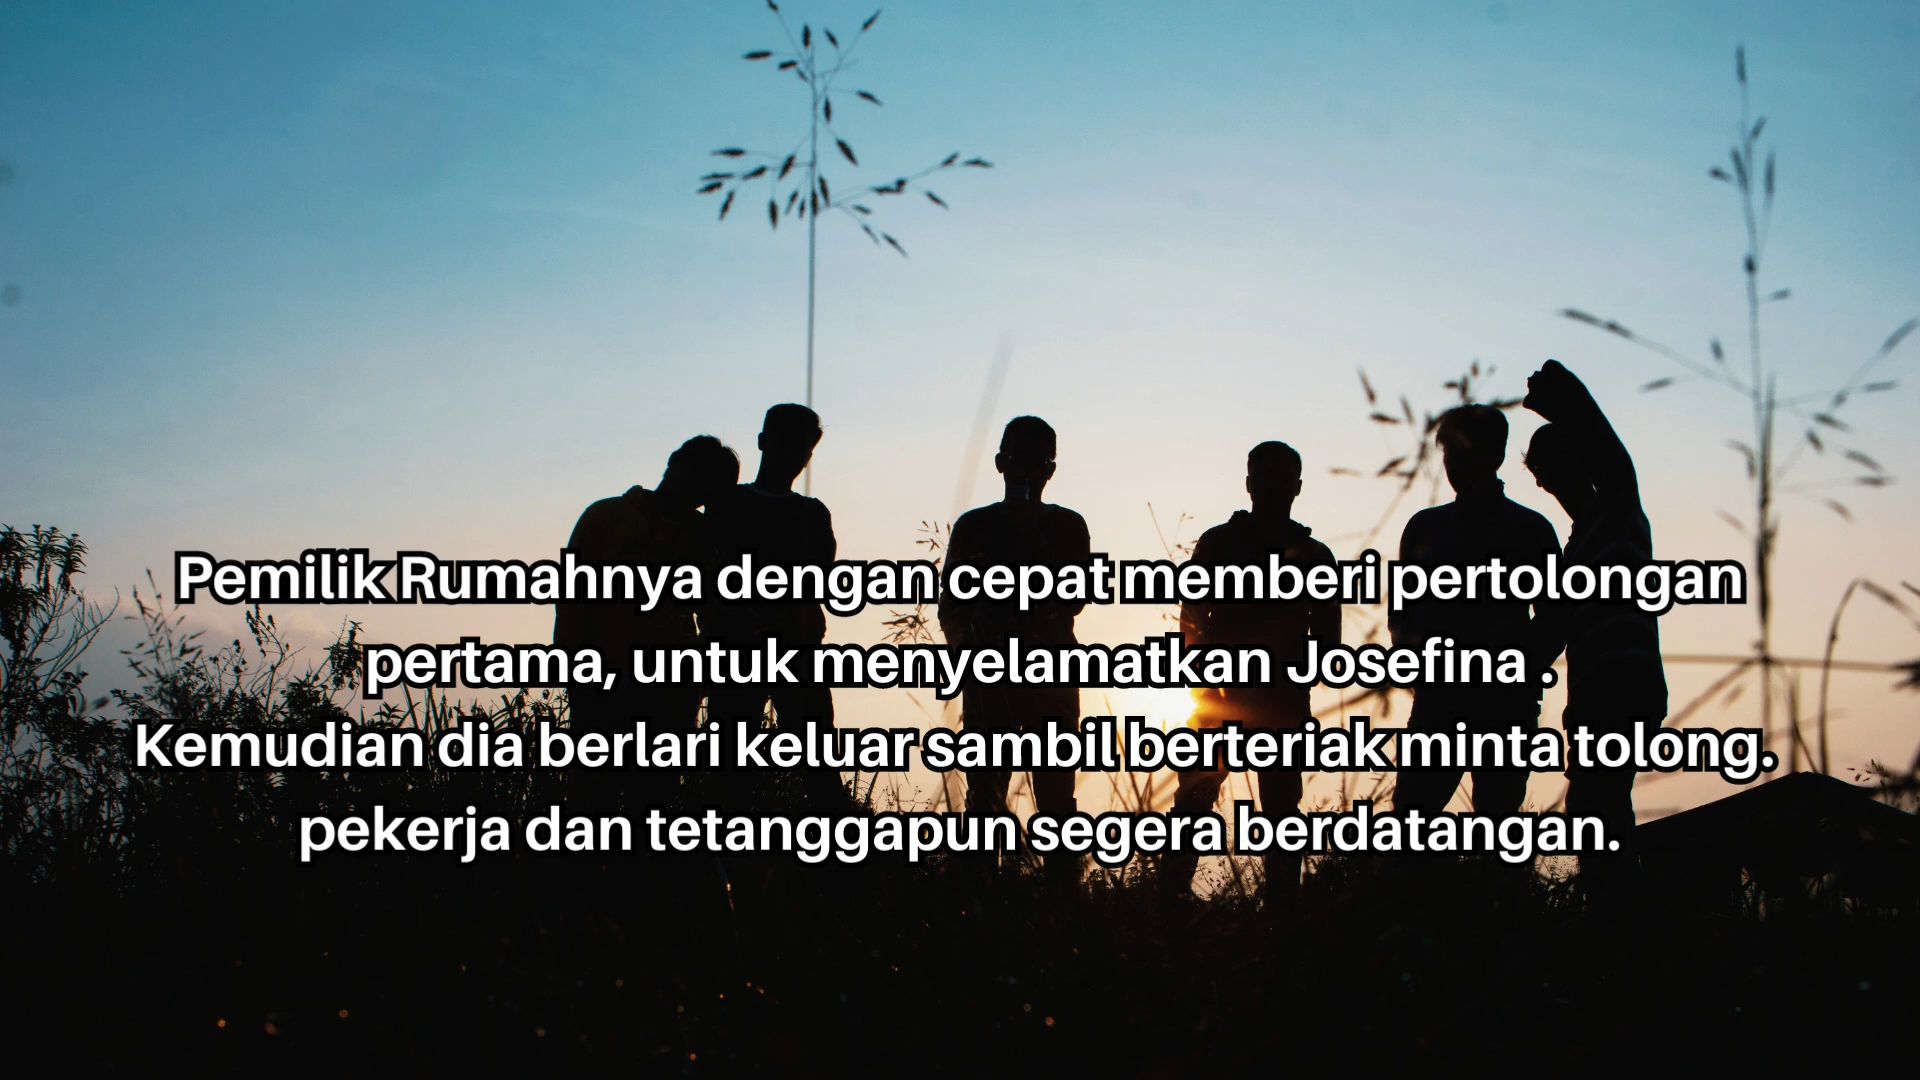 Pemilik Rumahnya dengan cepat memberi pertolongan
pertama, untuk menyelamatkan Josefina .
Kemudian dia berlari keluar sambil berteriak minta tolong.
pekerja dan tetanggapun segera berdatangan.